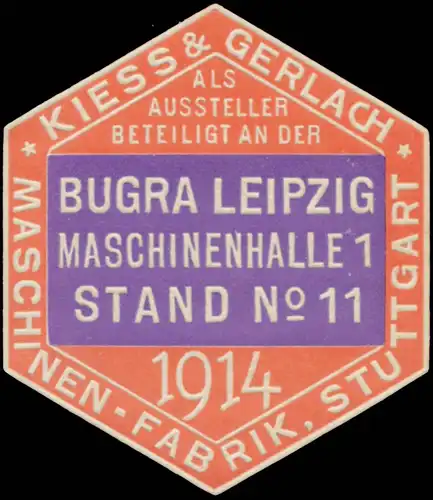 KIESS & GERLACH
ALS
AUSSTELLER
BETEILIGT AN DER
BUGRA LEIPZIG
MASCHINENHALLE 1
STAND No 11
1914
MASCHINEN-FABRIK, STUTTGART